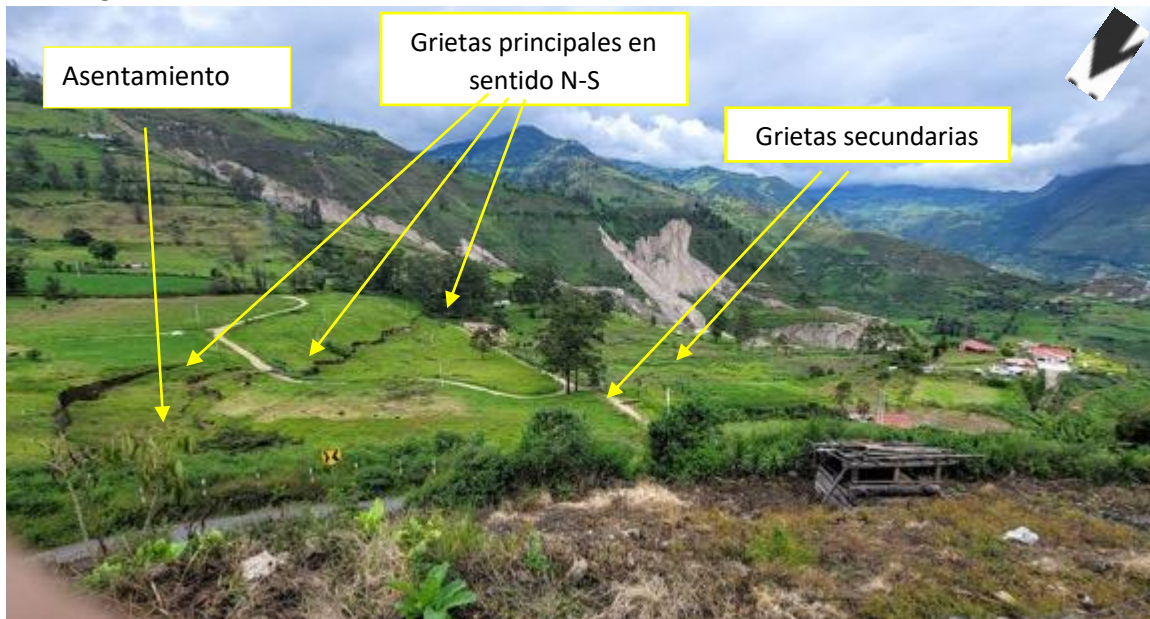 Asentamiento
Grietas principales en
sentido N-S
Grietas secundarias